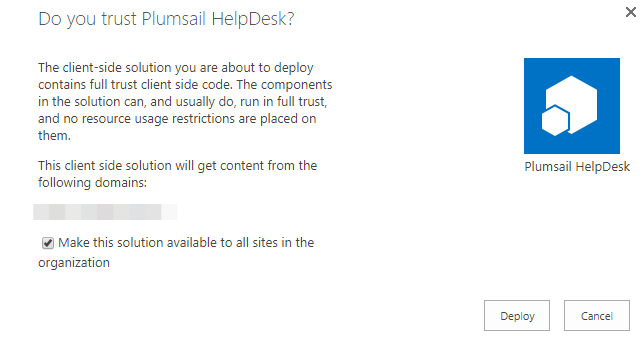 Do you trust Plumsail HelpDesk?
The client-side solution you are about to deploy
contains full trust client side code. The components
in the solution can, and usually do, run in full trust,
and no resource usage restrictions are placed on
them.
This client side solution will get content from the
following domains:
Make this solution available to all sites in the
organization
Plumsail HelpDesk
Deploy
Cancel